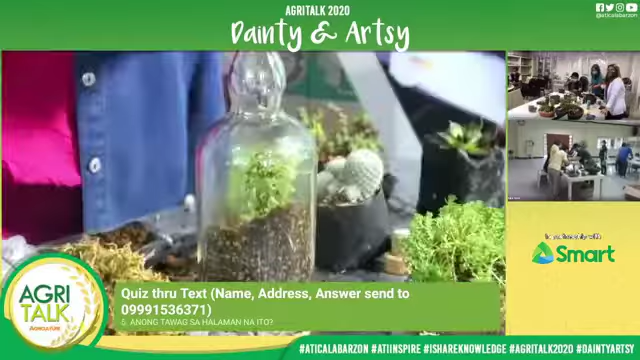 AGRITALK 2020
Dainty & Artsy
@aticalabarzon
Smart
Quiz thru Text (Name, Address, Answer send to
09991536371)
5. ANONG TAWAG SA HALAMAN NA ITO?
AGRI
TALK
AGRICULTURE
#ATICALABARZON #ATIINSPIRE #ISHAREKNOWLEDGE #AGRITALK2020 #DAINTYARTSY